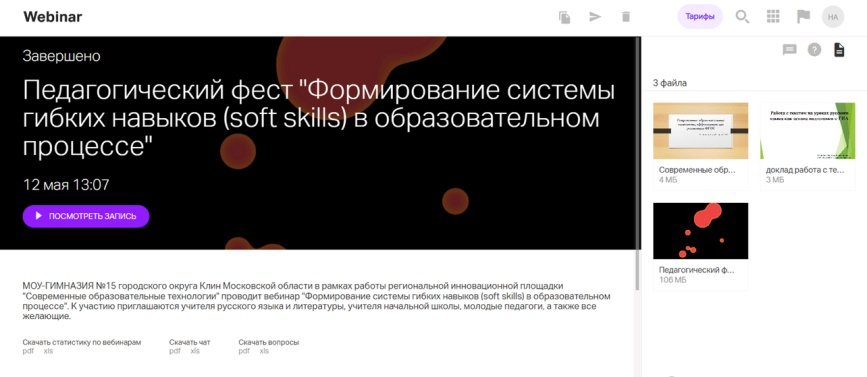 Webinar
Тарифы
НА
Завершено
Педагогический фест "Формирование системы
гибких навыков (soft skills) в образовательном
процессе"
12 мая 13:07
ПОСМОТРЕТЬ ЗАПИСЬ
МОУ-ГИМНАЗИЯ №15 городского округа Клин Московской области в рамках работы региональной инновационной площадки
"Современные образовательные технологии" проводит вебинар "Формирование системы гибких навыков (soft skills) в образовательном
процессе". К участию приглашаются учителя русского языка и литературы, учителя начальной школы, молодые педагоги, а также все
желающие.
Скачать статистику по вебинарам
pdf xls
Скачать чат
pdf xls
Скачать вопросы
pdf xls
?
3 файла
Современные обр...
4 МБ
Работа с текстом на уроках русского
доклад работа с те...
3 МБ
Педагогический ф...
106 МБ